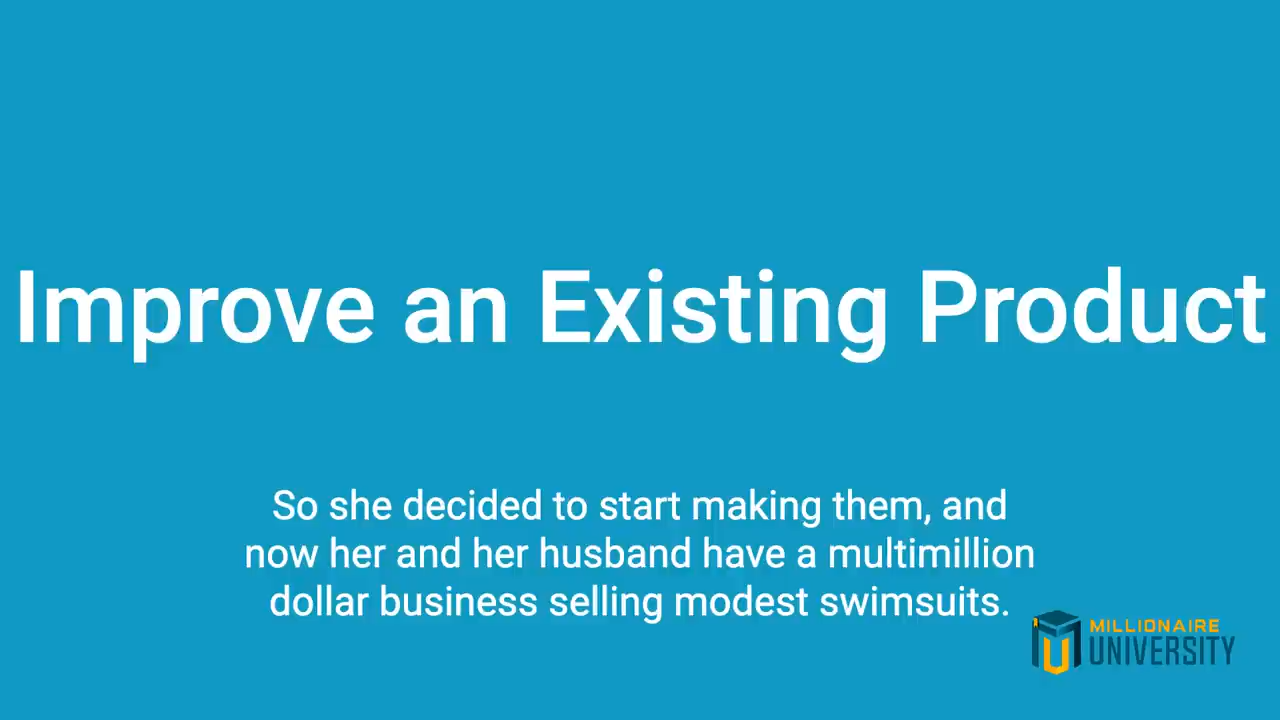 Improve an Existing Product
So she decided to start making them, and
now her and her husband have a multimillion
dollar business selling modest swimsuits.
MILLIONAIRE
UNIVERSITY